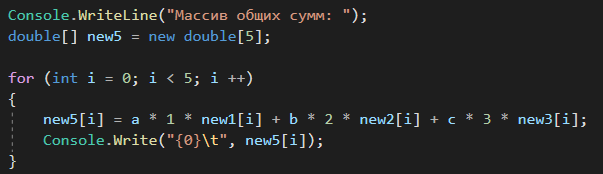 Console.WriteLine("Массив общих сумм: ");
double[] new5 = new double[5];
for (int i = 0; i < 5; i ++)
{
new5[i] = a * 1 * new1[i] + b * 2 * new2[i] + c * 3 * new3[i];
Console.Write("{0}\t", new5[i]);
}